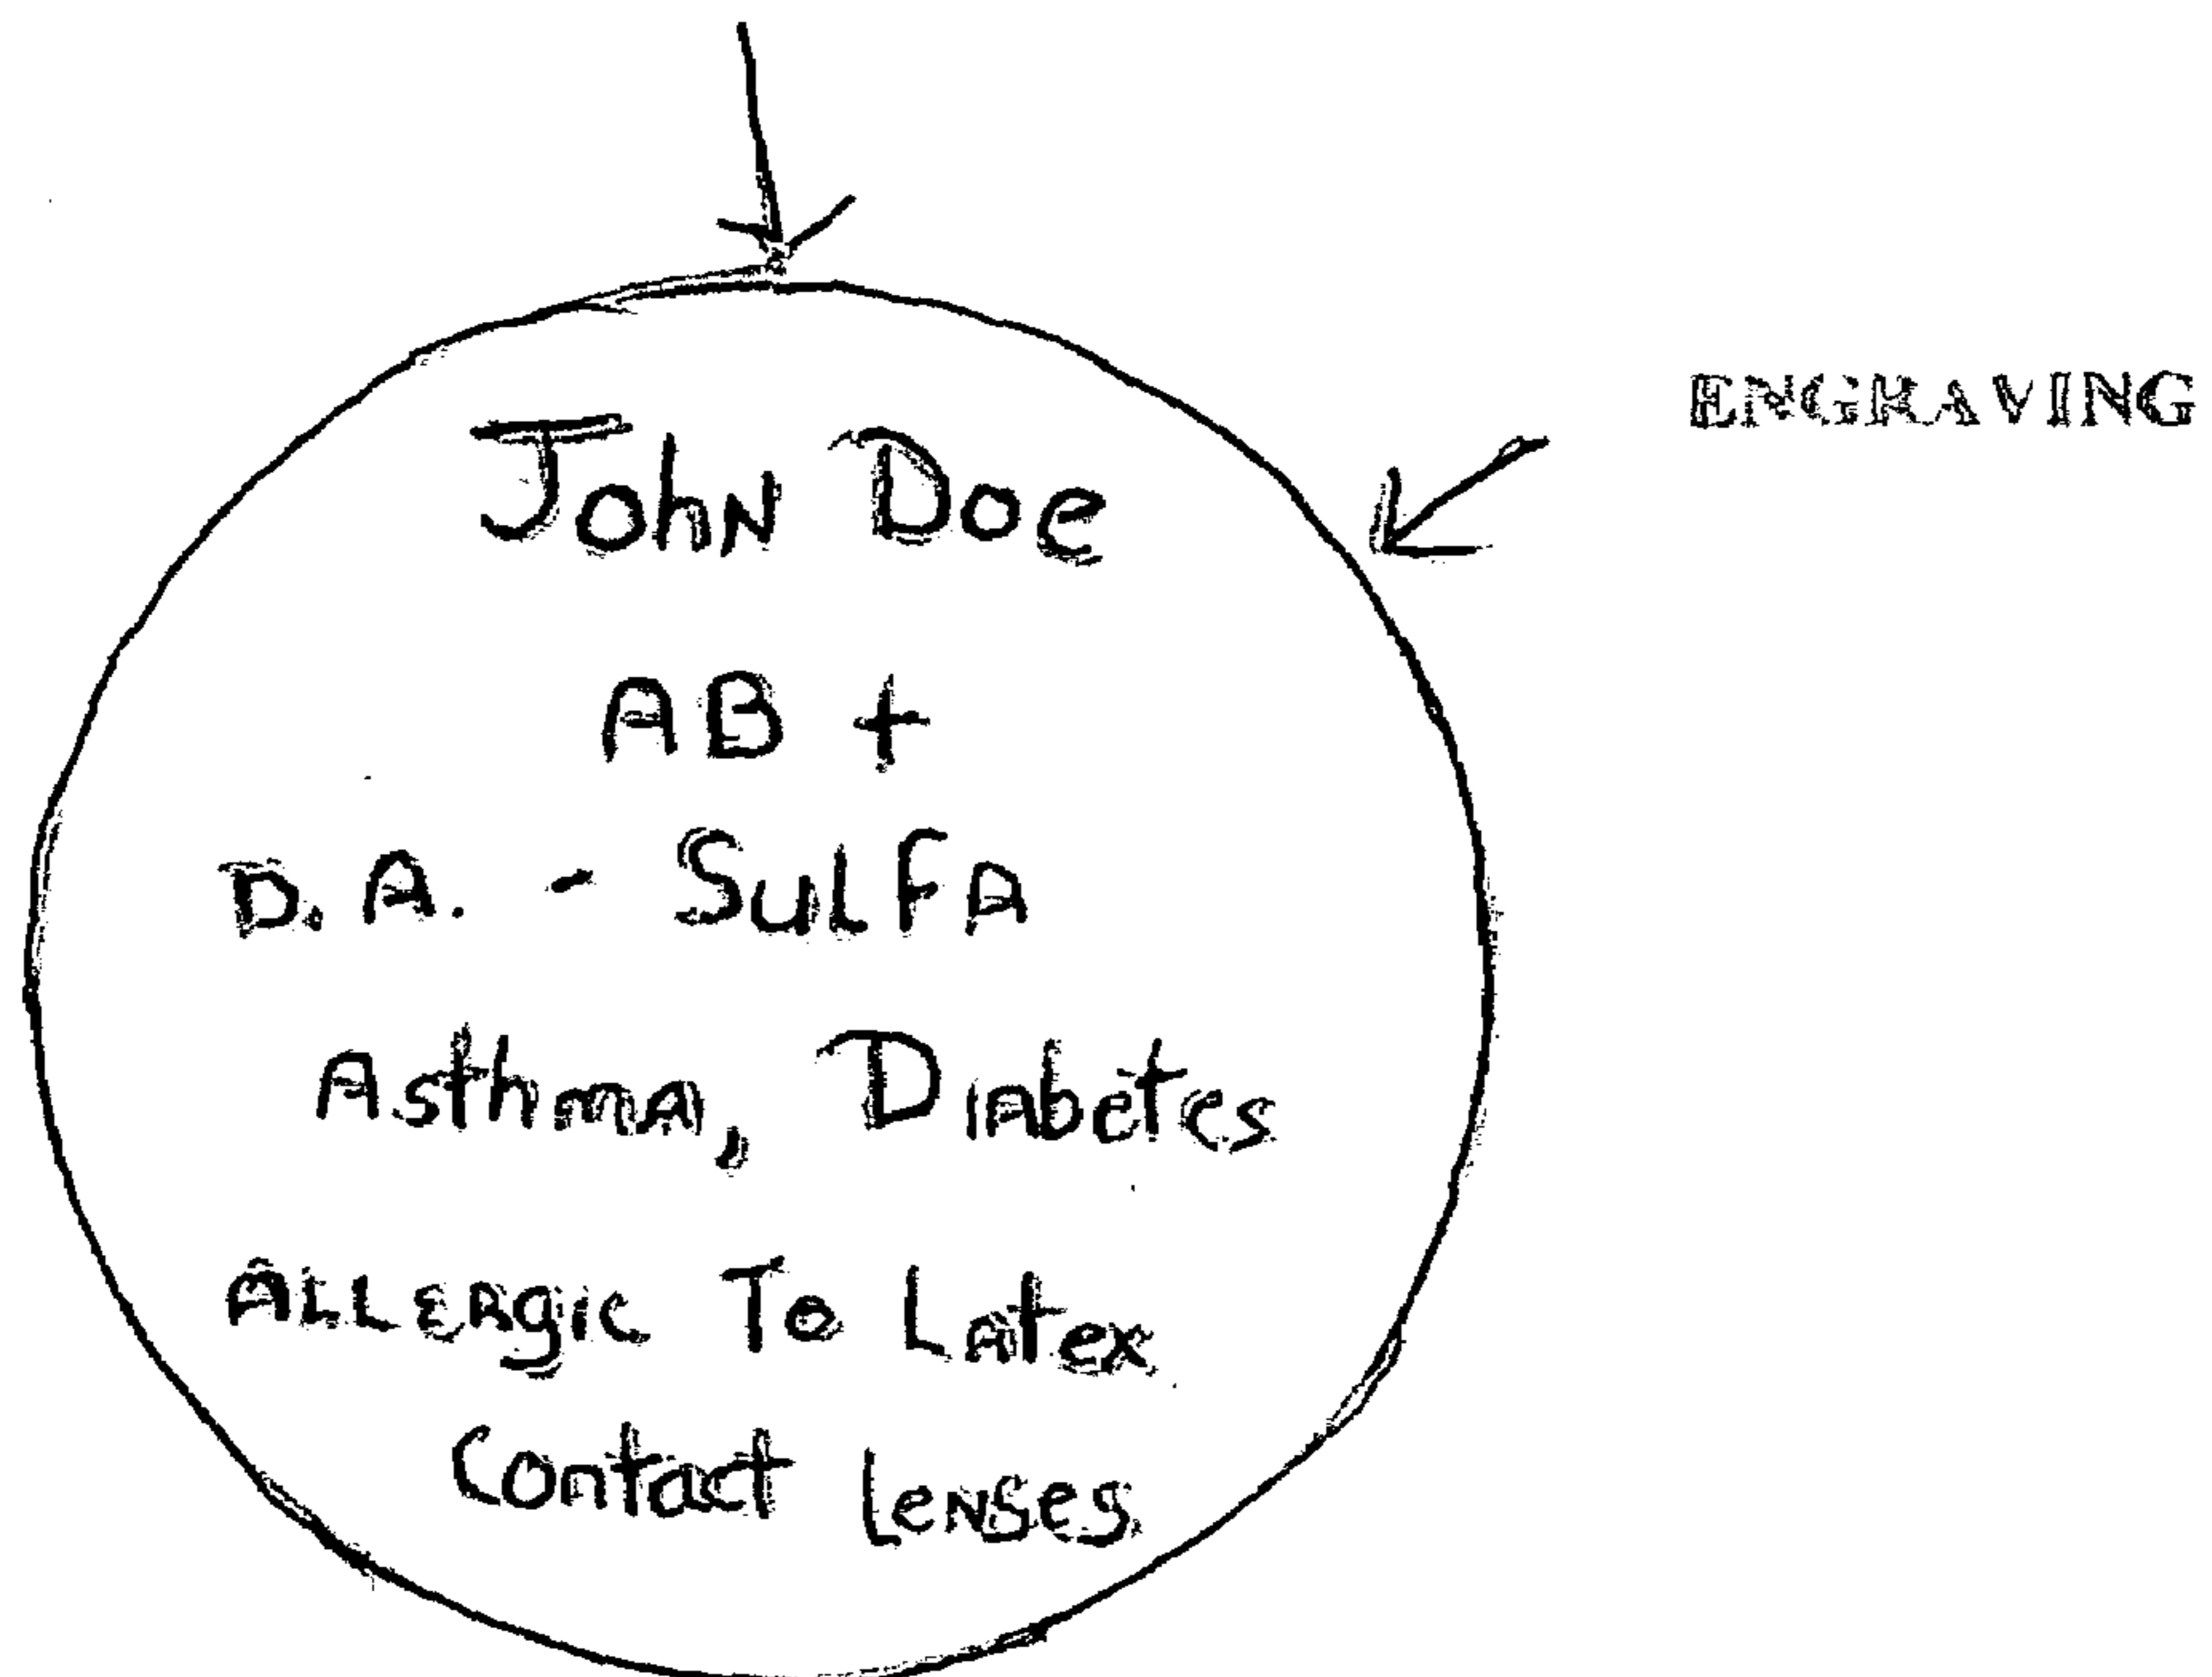 ENGRAVING
John Doe
AB +
D.A. - Sulfa
Asthma, Diabetes
Allergic To Latex
Contact Lenses